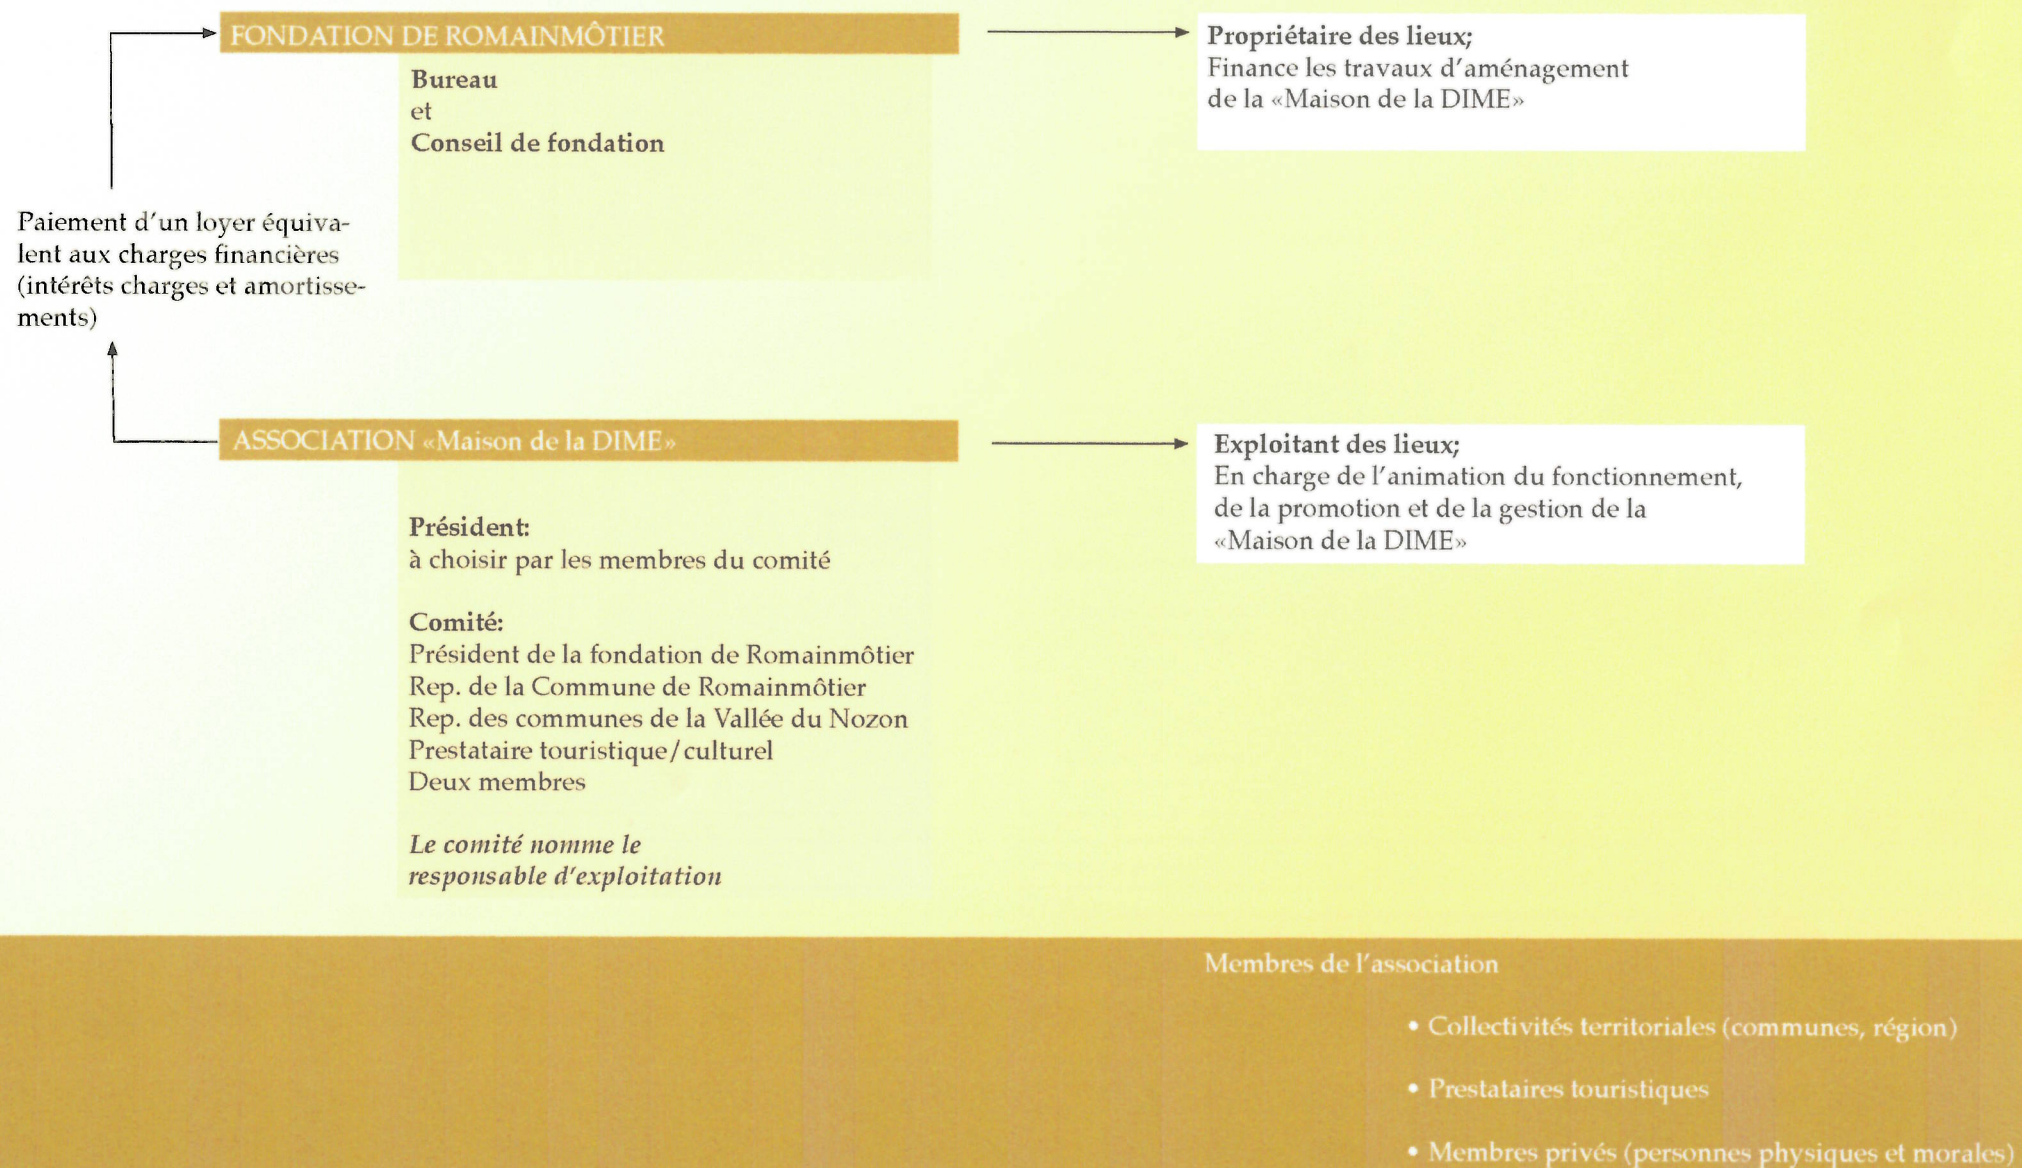 FONDATION DE ROMAINMÔTIER
Bureau
et
Conseil de fondation
Propriétaire des lieux;
Finance les travaux d'aménagement
de la «Maison de la DIME»
Paiement d'un loyer équiva-
lent aux charges financières
(intérêts charges et amortisse-
ments)
ASSOCIATION «Maison de la DIME»
Président:
à choisir par les membres du comité
Comité:
Président de la fondation de Romainmôtier
Rep. de la Commune de Romainmôtier
Rep. des communes de la Vallée du Nozon
Prestataire touristique/culturel
Deux membres
Le comité nomme le
responsable d'exploitation
Exploitant des lieux;
En charge de l'animation du fonctionnement,
de la promotion et de la gestion de la
«Maison de la DIME»
Membres de l'association
• Collectivités territoriales (communes, région)
• Prestataires touristiques
• Membres privés (personnes physiques et morales)